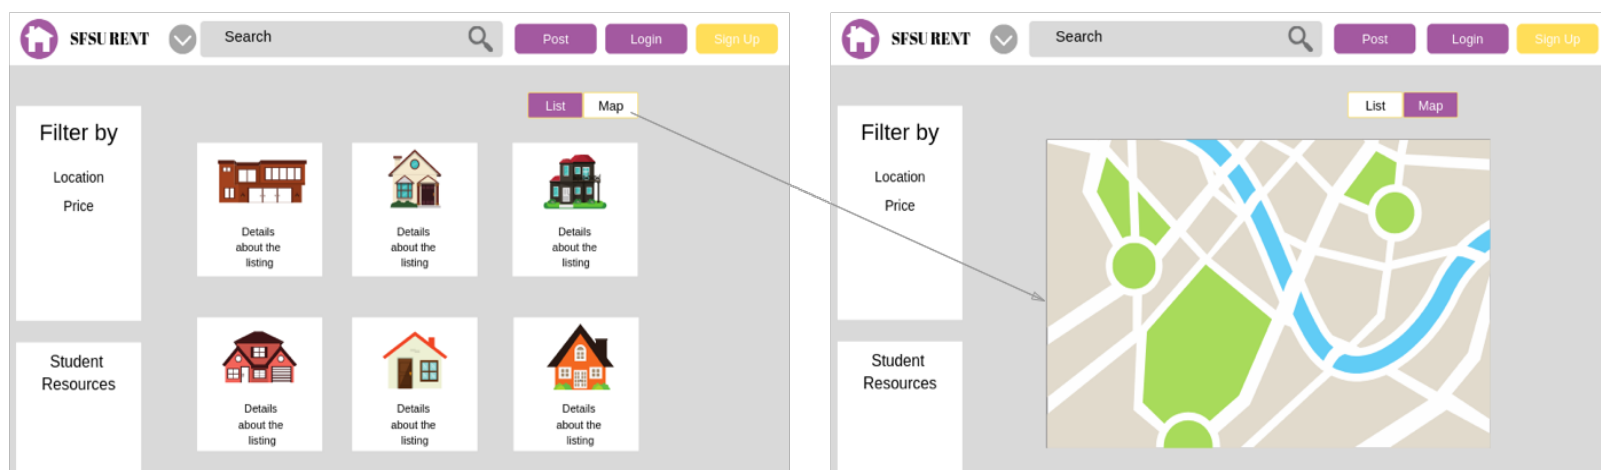 SFSU RENT
Search
Post
Login
Sign Up
List
Map
Filter by
Location
Price
Details
about the
listing
Details
about the
listing
Details
about the
listing
Student
Resources
Details
about the
listing
Details
about the
listing
Details
about the
listing
SFSU RENT
Search
Post
Login
Sign Up
List
Map
Filter by
Location
Price
Student
Resources